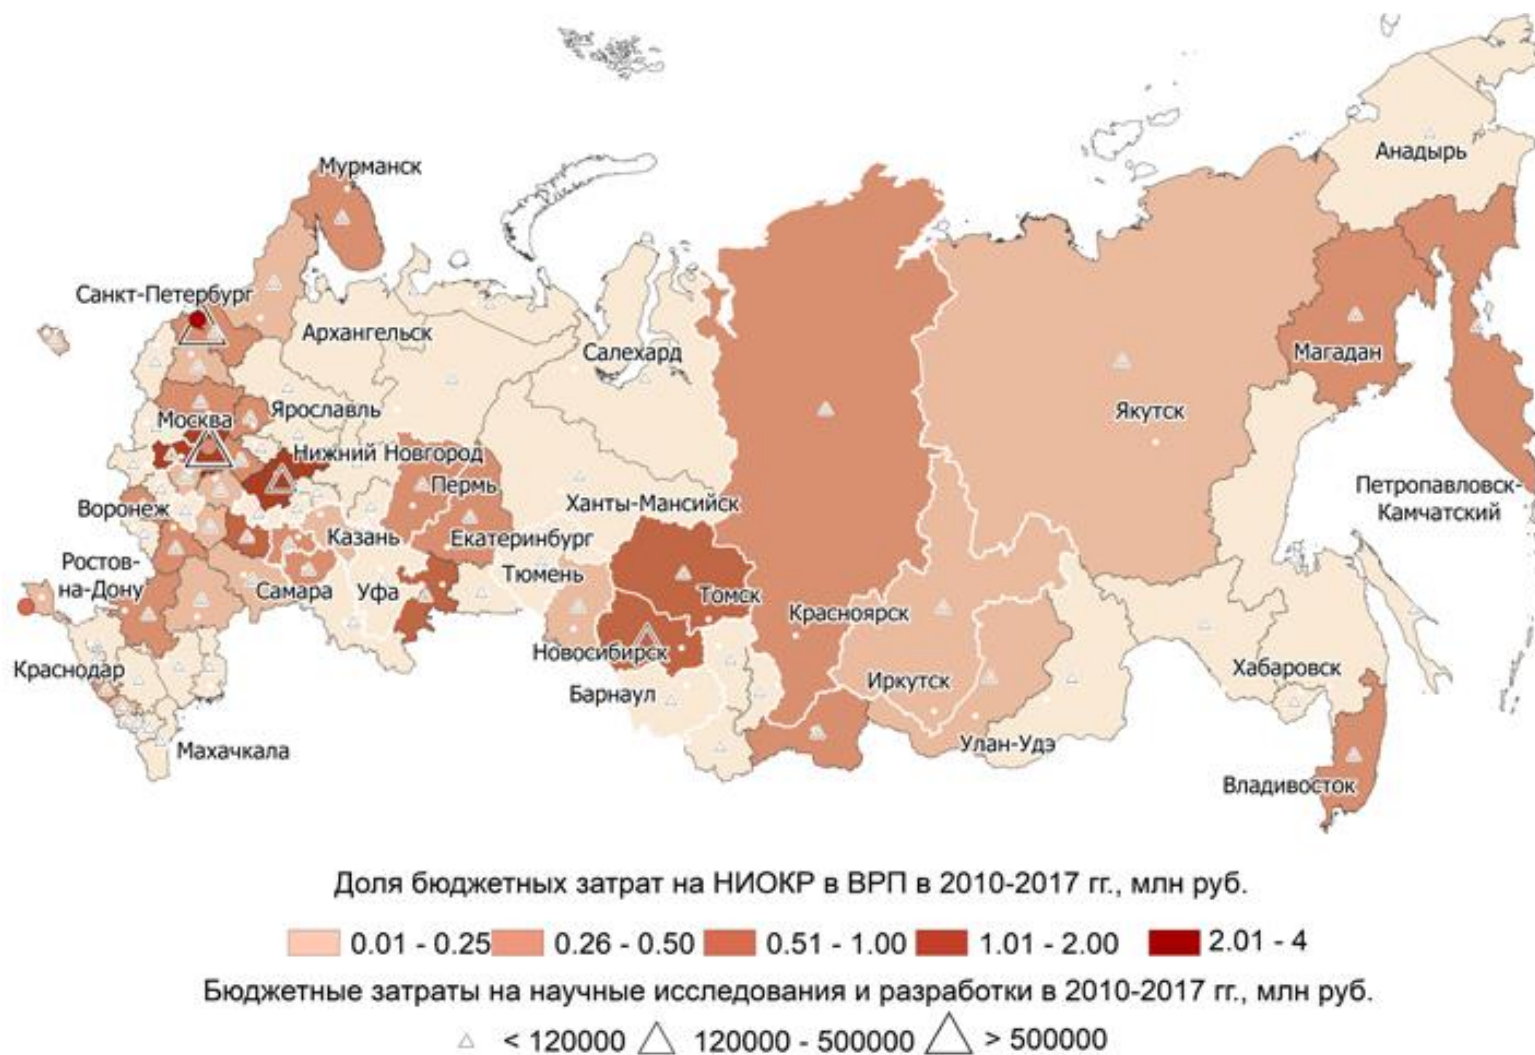 Мурманск
Анадырь
Санкт-Петербург
Архангельск
Салехард
Магадан
Москва
Ярославль
Якутск
Нижний Новгород
Пермь
Петропавловск-
Камчатский
Воронеж
Ханты-Мансийск
Казань
Екатеринбург
Ростов-
на-Дону
Тюмень
Самара
Уфа
Томск
Красноярск
Новосибирск
Краснодар
Хабаровск
Иркутск
Барнаул
Улан-Удэ
Махачкала
Владивосток
Доля бюджетных затрат на НИОКР в ВРП в 2010-2017 гг., млн руб.
0.01 - 0.25 0.26 - 0.50 0.51 - 1.00 1.01 - 2.00 2.01 - 4
Бюджетные затраты на научные исследования и разработки в 2010-2017 гг., млн руб.
< 120000 120000 - 500000 > 500000